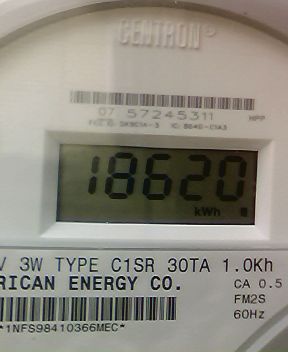 CENTRON®
07 57245311 HPP
18620
kWh
V 3W TYPE C1SR 30TA 1.0Kh
RICAN ENERGY CO. CA 0.5
FM2S
*1NFS98410366MEC* 60Hz